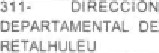 311- DIRECCIÓN
DEPARTAMENTAL DE
RETALHULEU